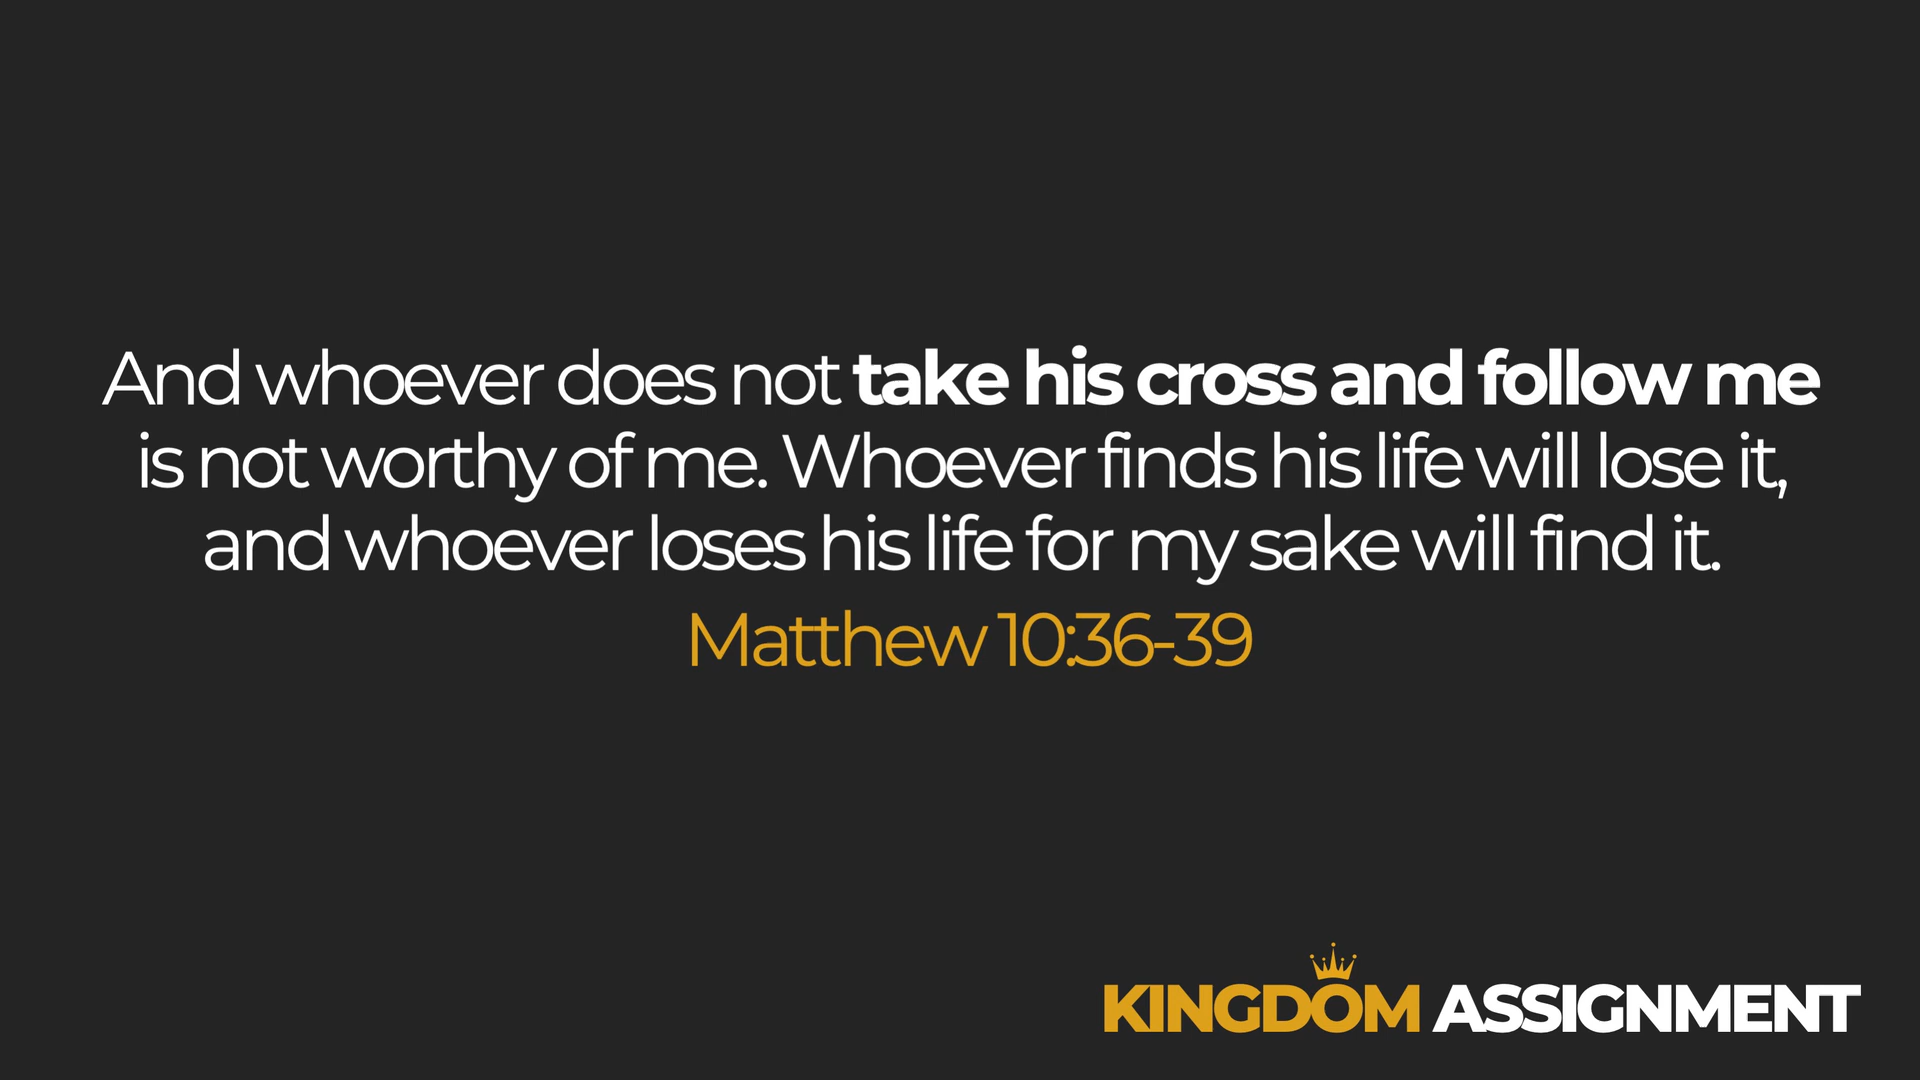 And whoever does not take his cross and follow me
is not worthy of me. Whoever finds his life will lose it,
and whoever loses his life for my sake will find it.
Matthew 10:36-39
KINGDOM ASSIGNMENT